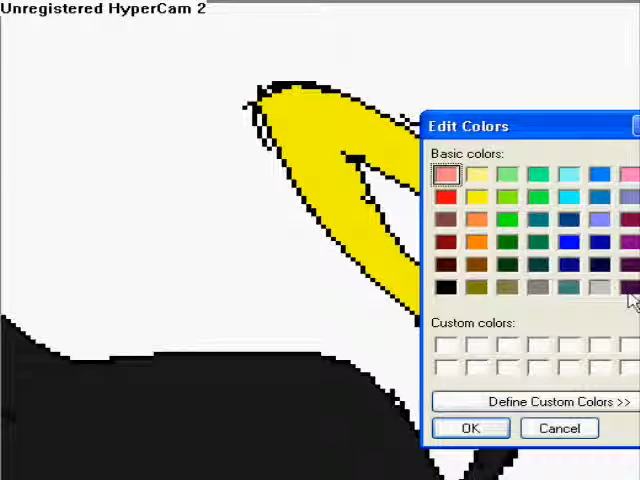 Unregistered HyperCam 2
Edit Colors
Basic colors:
Custom colors:
Define Custom Colors >>
OK
Cancel